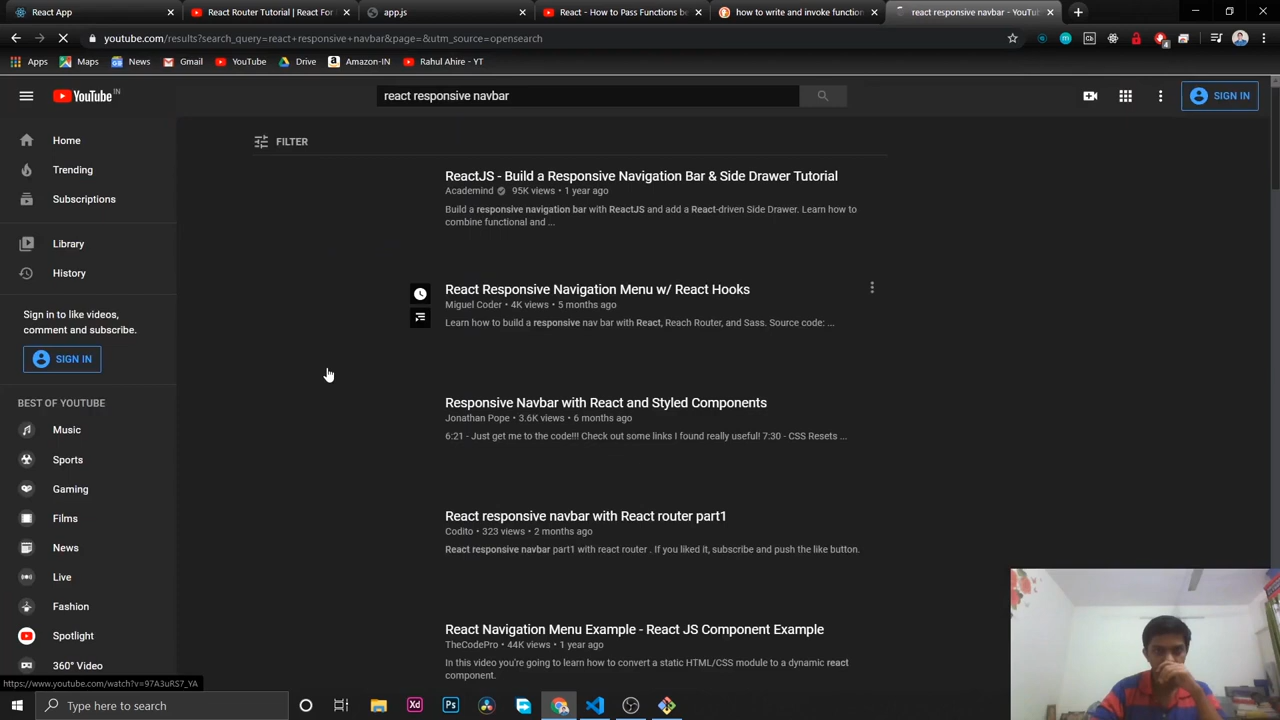 React App
React Router Tutorial | React For
app.js
React - How to Pass Functions be
how to write and invoke function
react responsive navbar - YouTu
youtube.com/results?search_query=react+responsive+navbar&page=&utm_source=opensearch
Apps
Maps
News
Gmail
YouTube
Drive
Amazon-IN
Rahul Ahire - YT
YouTube IN
react responsive navbar
SIGN IN
Home
Trending
Subscriptions
Library
History
Sign in to like videos,
comment and subscribe.
SIGN IN
BEST OF YOUTUBE
Music
Sports
Gaming
Films
News
Live
Fashion
Spotlight
360° Video
FILTER
ReactJS - Build a Responsive Navigation Bar & Side Drawer Tutorial
Academind 95K views • 1 year ago
Build a responsive navigation bar with ReactJS and add a React-driven Side Drawer. Learn how to
combine functional and ...
React Responsive Navigation Menu w/ React Hooks
Miguel Coder • 4K views • 5 months ago
Learn how to build a responsive nav bar with React, Reach Router, and Sass. Source code: ...
Responsive Navbar with React and Styled Components
Jonathan Pope • 3.6K views • 6 months ago
6:21 - Just get me to the code!!! Check out some links I found really useful! 7:30 - CSS Resets ...
React responsive navbar with React router part1
Codito • 323 views • 2 months ago
React responsive navbar part1 with react router . If you liked it, subscribe and push the like button.
React Navigation Menu Example - React JS Component Example
TheCodePro • 44K views • 1 year ago
In this video you're going to learn how to convert a static HTML/CSS module to a dynamic react
component.
https://www.youtube.com/watch?v=97A3uRS7_YA
Type here to search
Xd
Ps